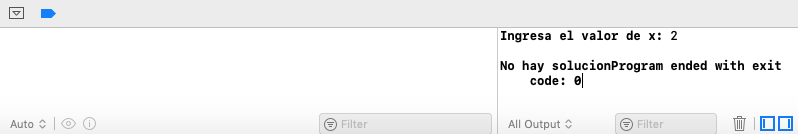 Ingresa el valor de x: 2
No hay solucionProgram ended with exit
code: 0
Auto
Filter
All Output
Filter